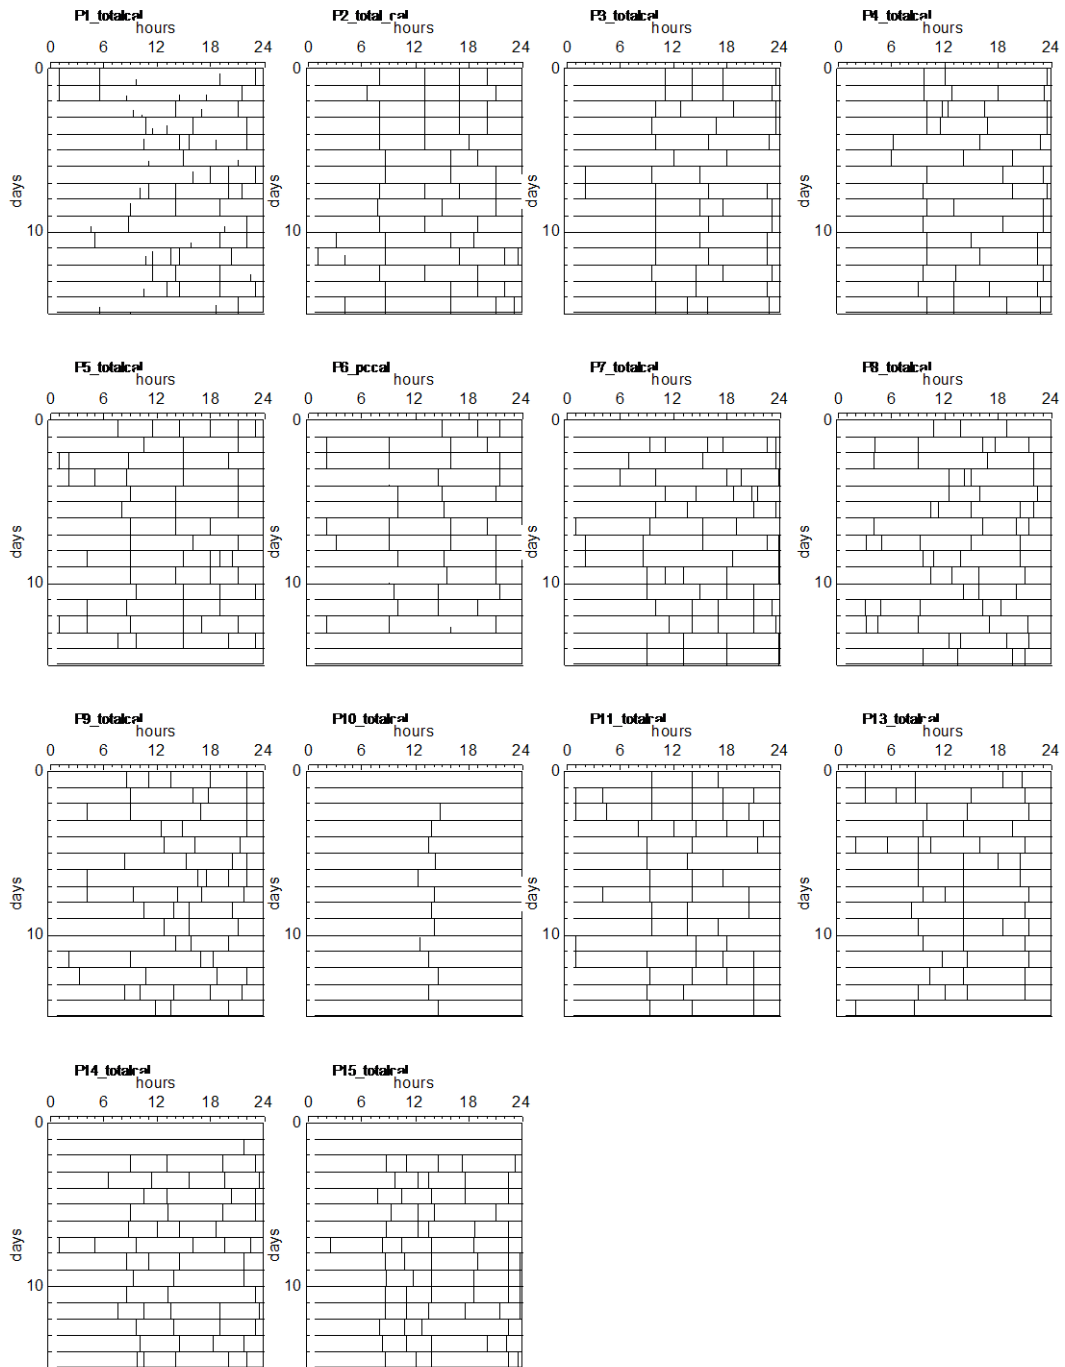 P1_totalcal P2_total_cal P3_totalcal P4_totalcal
hours hours hours hours
0 6 12 18 24 0 6 12 18 24 0 6 12 18 24 0 6 12 18 24
0 0 0 0
days days days days
10 10 10 10
P5_totalcal P6_pccal P7_totalcal P8_totalcal
hours hours hours hours
0 6 12 18 24 0 6 12 18 24 0 6 12 18 24 0 6 12 18 24
0 0 0 0
days days days days
10 10 10 10
P9_totalcal P10_totalcal P11_totalcal P13_totalcal
hours hours hours hours
0 6 12 18 24 0 6 12 18 24 0 6 12 18 24 0 6 12 18 24
0 0 0 0
days days days days
10 10 10 10
P14_totalcal P15_totalcal
hours hours
0 6 12 18 24 0 6 12 18 24
0 0
days days
10 10